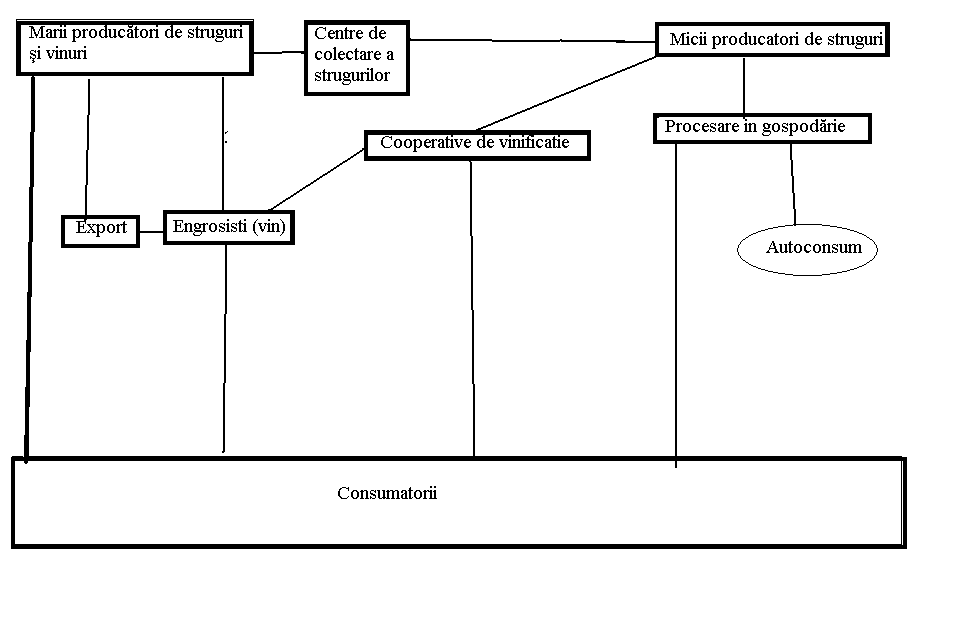 Marii producători de struguri
şi vinuri
Centre de
colectare a
strugurilor
Micii producatori de struguri
Cooperative de vinificatie
Procesare in gospodărie
Export
Engrosisti (vin)
Autoconsum
Consumatorii